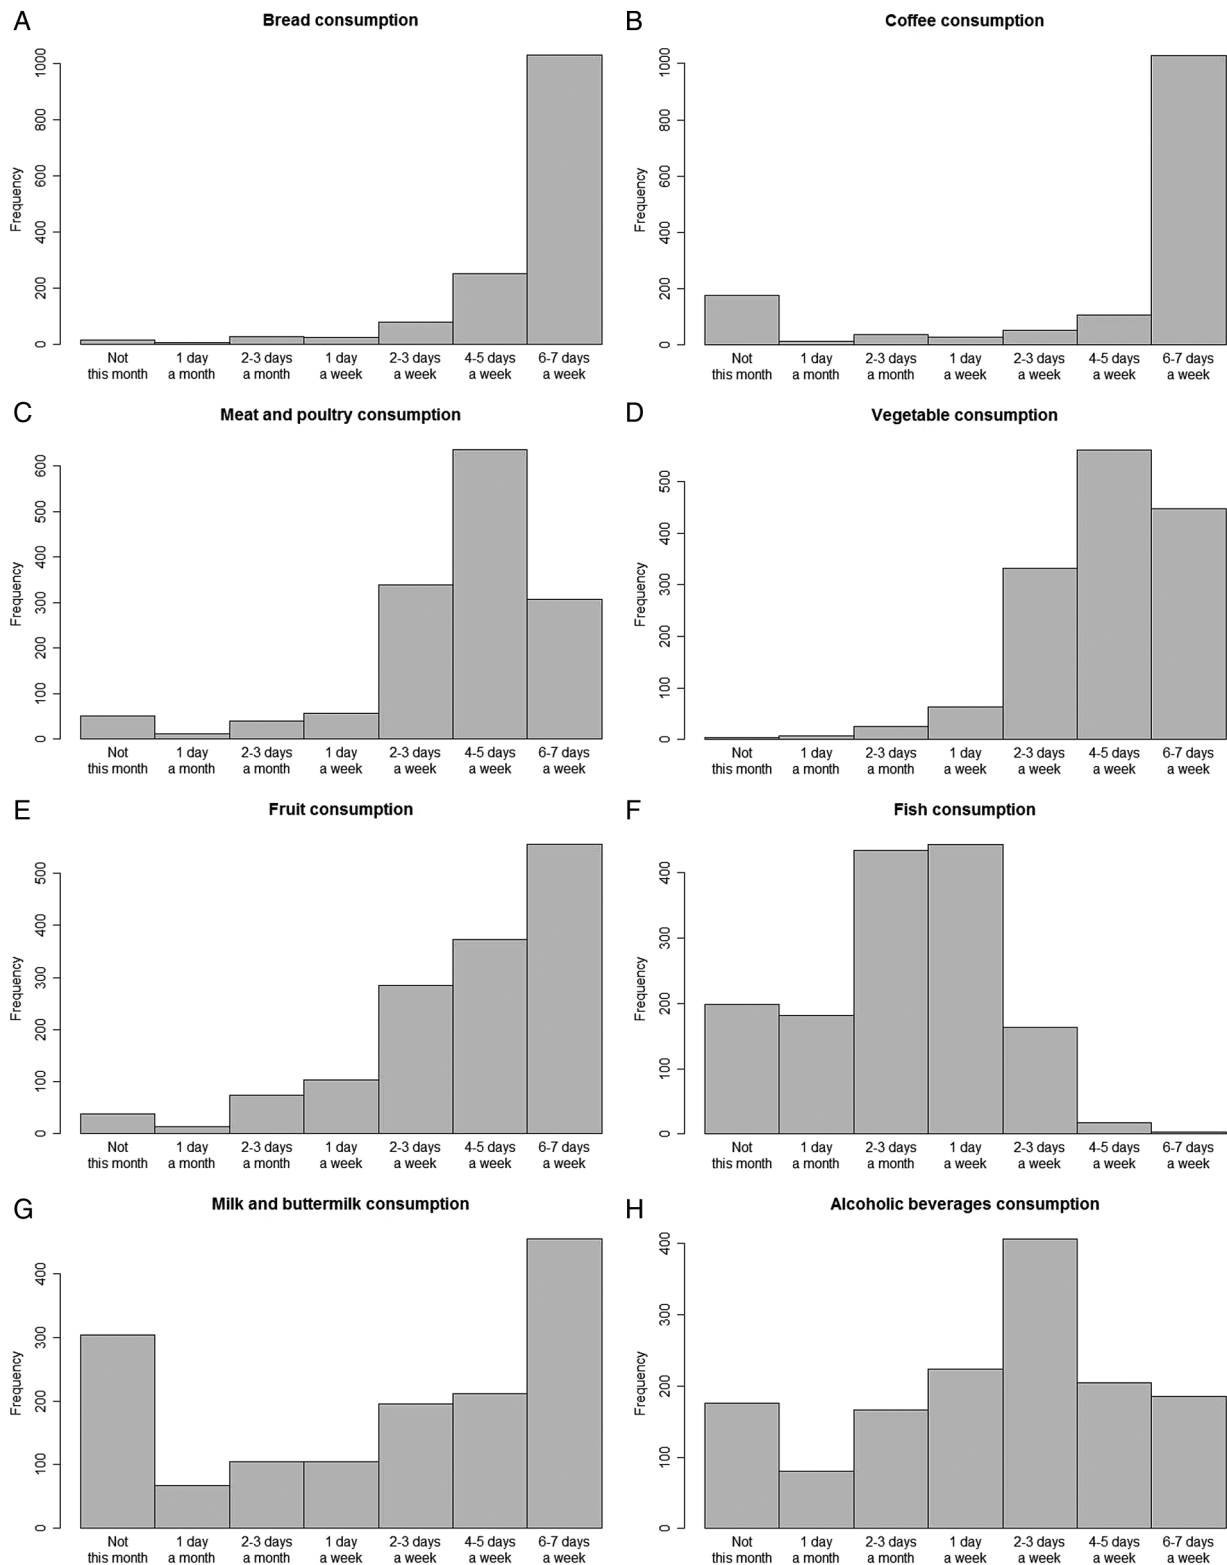 A
Bread consumption
Frequency
1000
800
600
400
200
0
Not 1 day 2-3 days 1 day 2-3 days 4-5 days 6-7 days
this month a month a month a week a week a week a week
B
Coffee consumption
Frequency
1000
800
600
400
200
0
Not 1 day 2-3 days 1 day 2-3 days 4-5 days 6-7 days
this month a month a month a week a week a week a week
C
Meat and poultry consumption
Frequency
600
500
400
300
200
100
0
Not 1 day 2-3 days 1 day 2-3 days 4-5 days 6-7 days
this month a month a month a week a week a week a week
D
Vegetable consumption
Frequency
500
400
300
200
100
0
Not 1 day 2-3 days 1 day 2-3 days 4-5 days 6-7 days
this month a month a month a week a week a week a week
E
Fruit consumption
Frequency
500
400
300
200
100
0
Not 1 day 2-3 days 1 day 2-3 days 4-5 days 6-7 days
this month a month a month a week a week a week a week
F
Fish consumption
Frequency
400
300
200
100
0
Not 1 day 2-3 days 1 day 2-3 days 4-5 days 6-7 days
this month a month a month a week a week a week a week
G
Milk and buttermilk consumption
Frequency
400
300
200
100
0
Not 1 day 2-3 days 1 day 2-3 days 4-5 days 6-7 days
this month a month a month a week a week a week a week
H
Alcoholic beverages consumption
Frequency
400
300
200
100
0
Not 1 day 2-3 days 1 day 2-3 days 4-5 days 6-7 days
this month a month a month a week a week a week a week